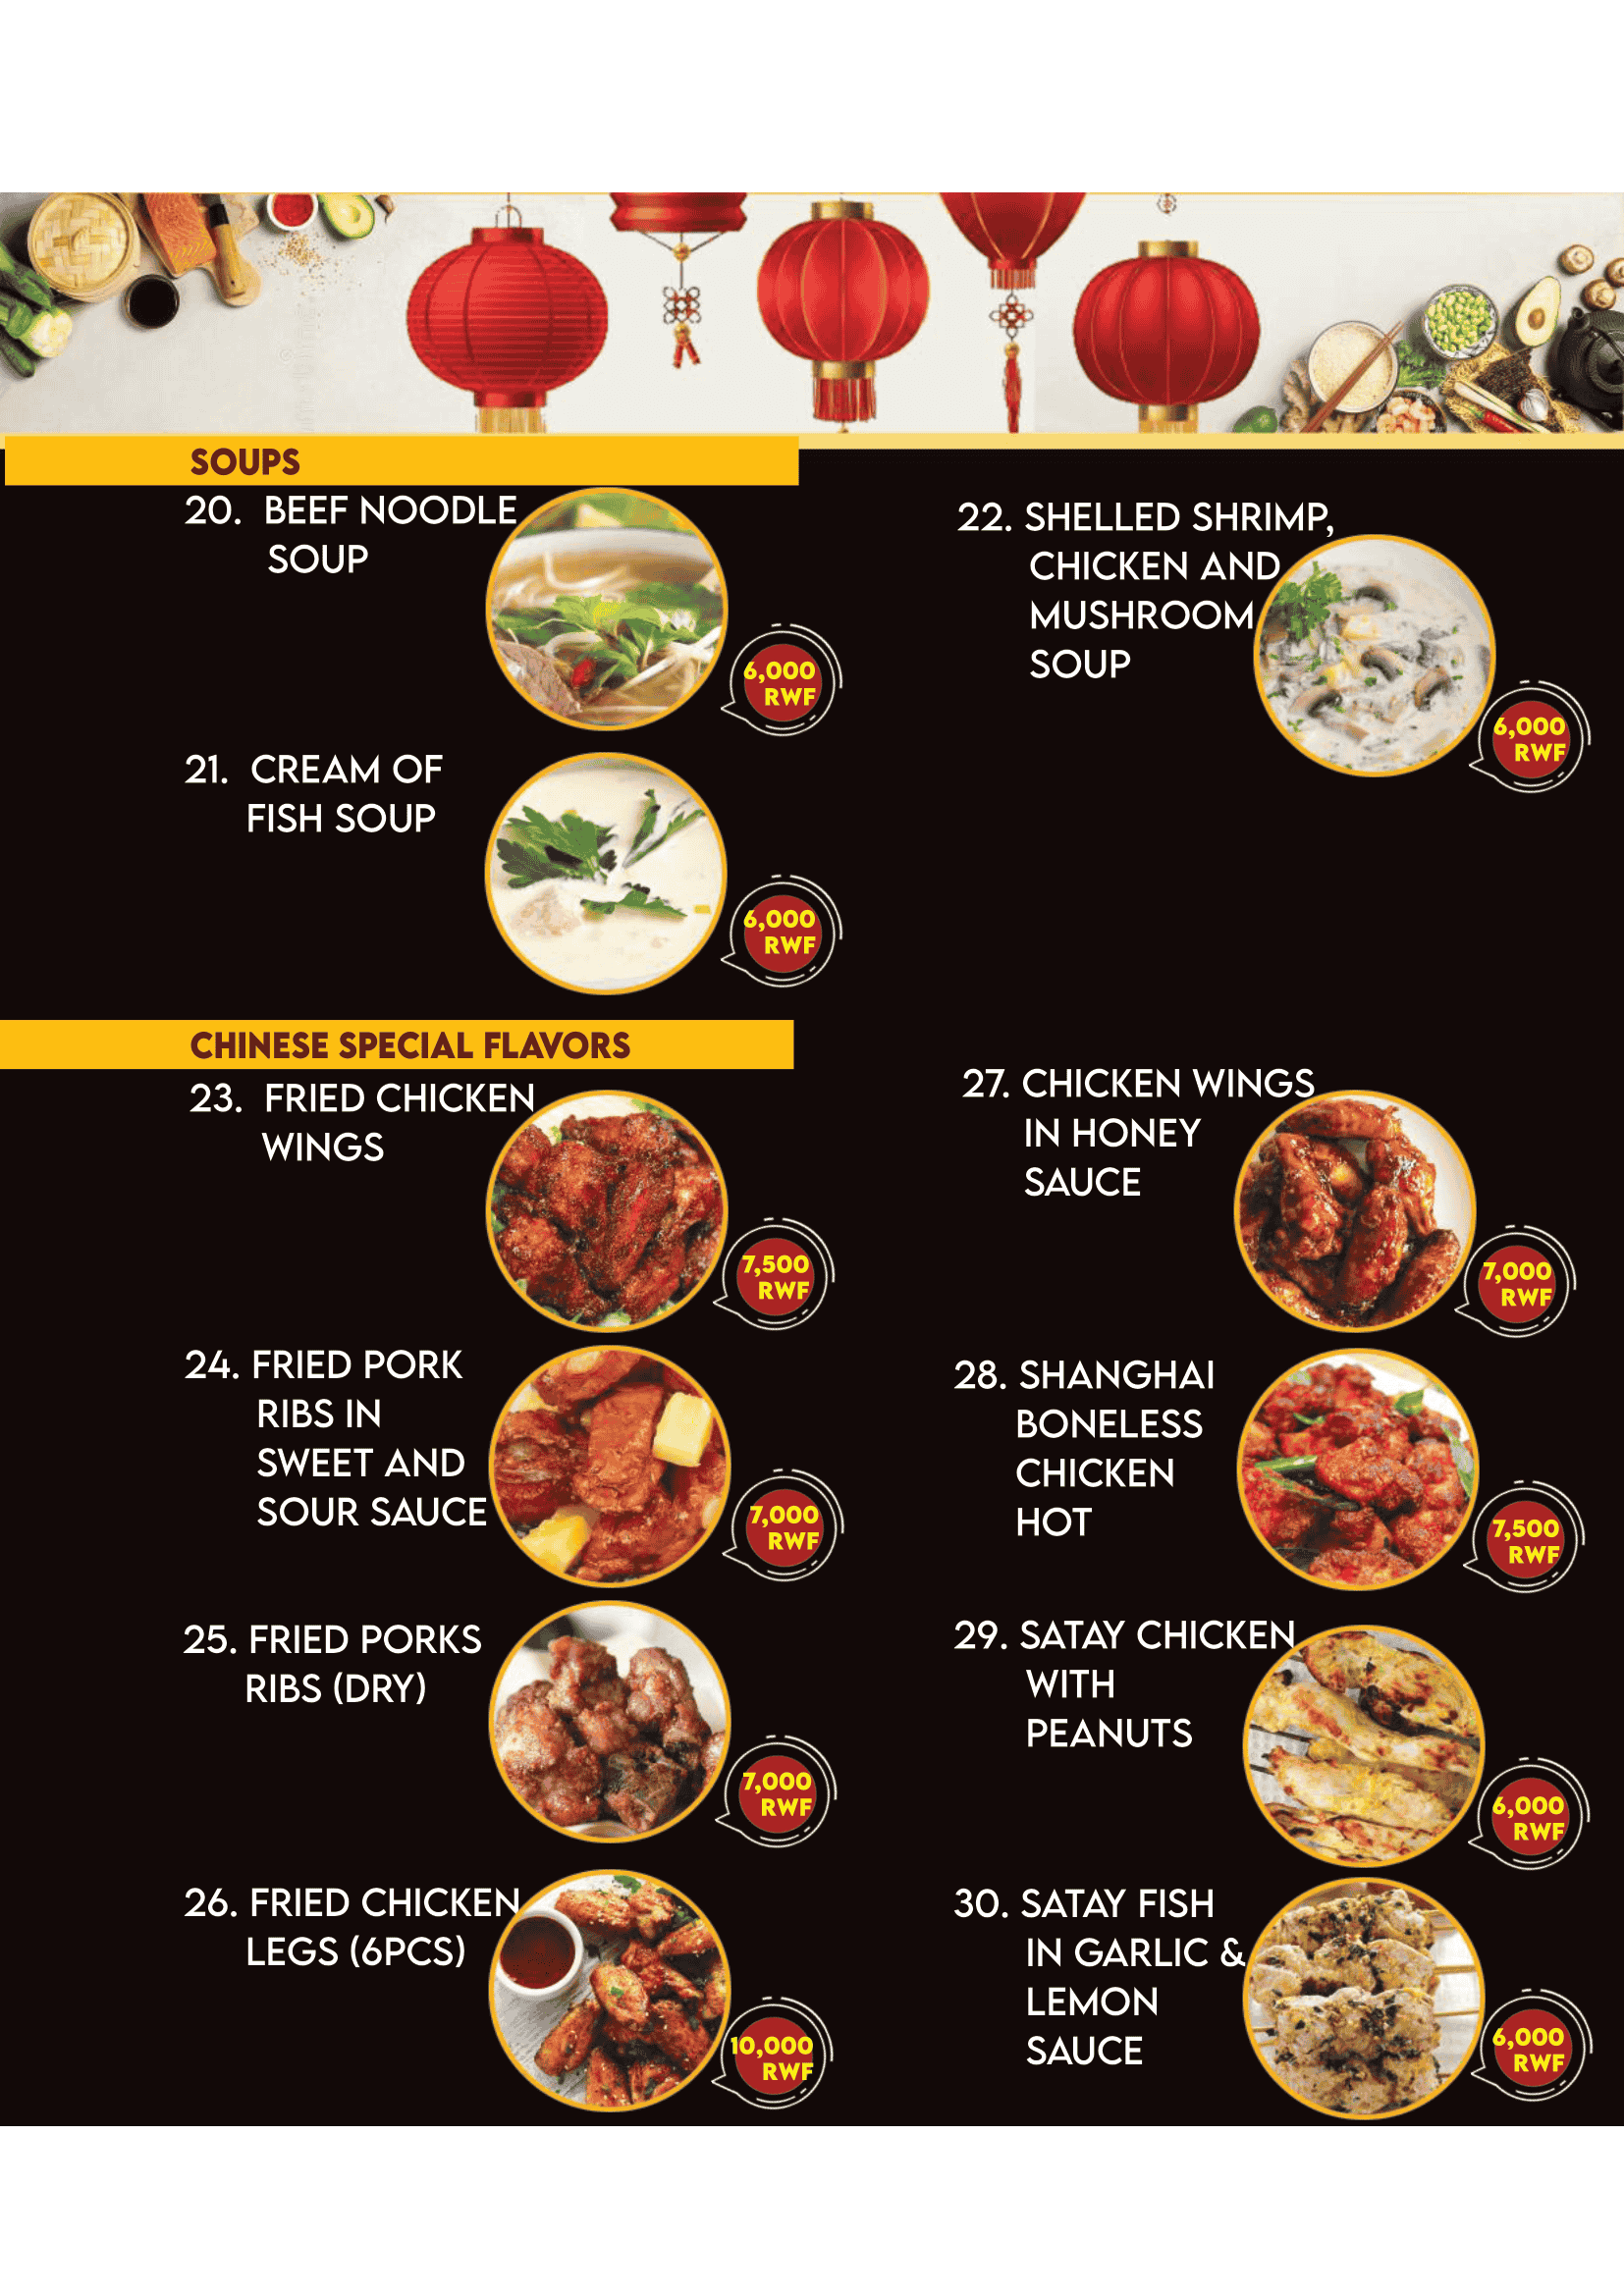 SOUPS
20. BEEF NOODLE
SOUP
6,000
RWF
21. CREAM OF
FISH SOUP
6,000
RWF
22. SHELLED SHRIMP,
CHICKEN AND
MUSHROOM
SOUP
6,000
RWF
CHINESE SPECIAL FLAVORS
23. FRIED CHICKEN
WINGS
7,500
RWF
24. FRIED PORK
RIBS IN
SWEET AND
SOUR SAUCE
7,000
RWF
25. FRIED PORKS
RIBS (DRY)
7,000
RWF
26. FRIED CHICKEN
LEGS (6PCS)
10,000
RWF
27. CHICKEN WINGS
IN HONEY
SAUCE
7,000
RWF
28. SHANGHAI
BONELESS
CHICKEN
HOT
7,500
RWF
29. SATAY CHICKEN
WITH
PEANUTS
6,000
RWF
30. SATAY FISH
IN GARLIC &
LEMON
SAUCE
6,000
RWF